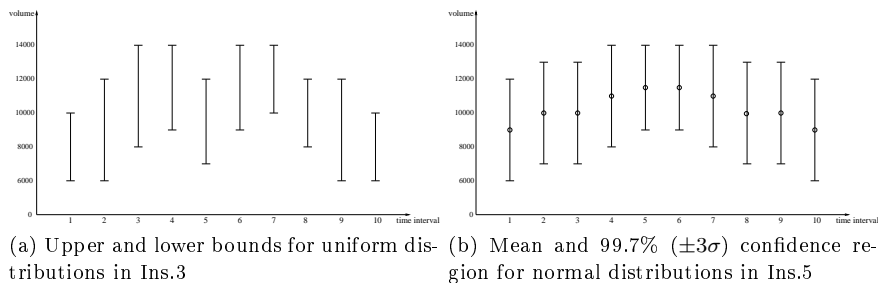 volume
14000
12000
10000
8000
6000
0
1 2 3 4 5 6 7 8 9 10 time interval
(a) Upper and lower bounds for uniform dis-
tributions in Ins.3
volume
14000
12000
10000
8000
6000
0
1 2 3 4 5 6 7 8 9 10 time interval
(b) Mean and 99.7% (±3σ) confidence re-
gion for normal distributions in Ins.5